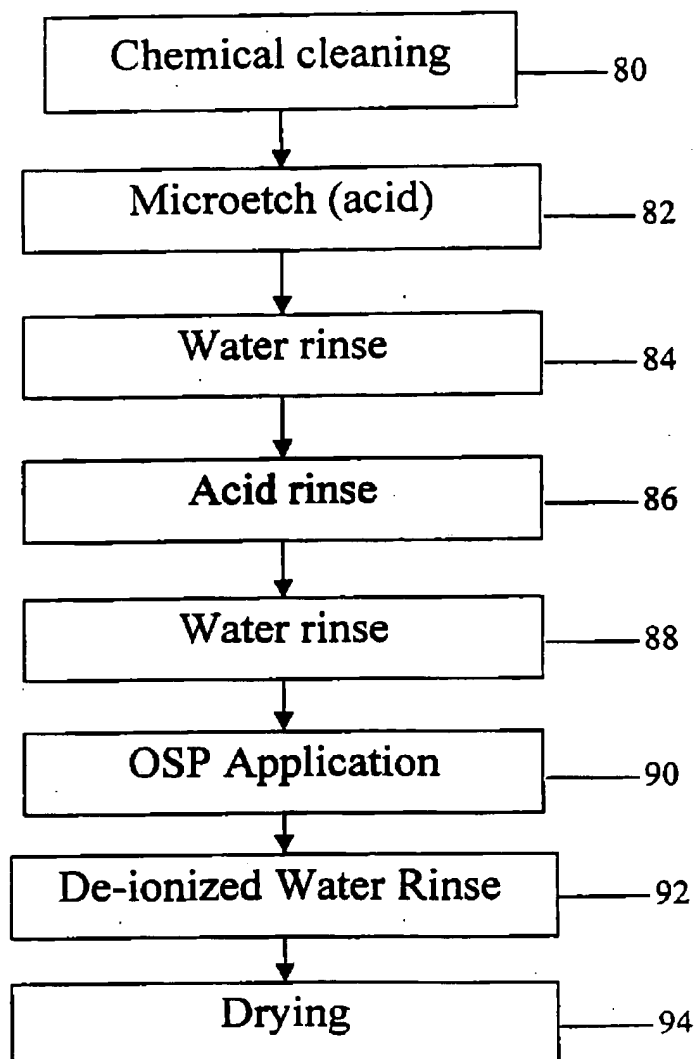 Chemical cleaning 80
Microetch (acid) 82
Water rinse 84
Acid rinse 86
Water rinse 88
OSP Application 90
De-ionized Water Rinse 92
Drying 94